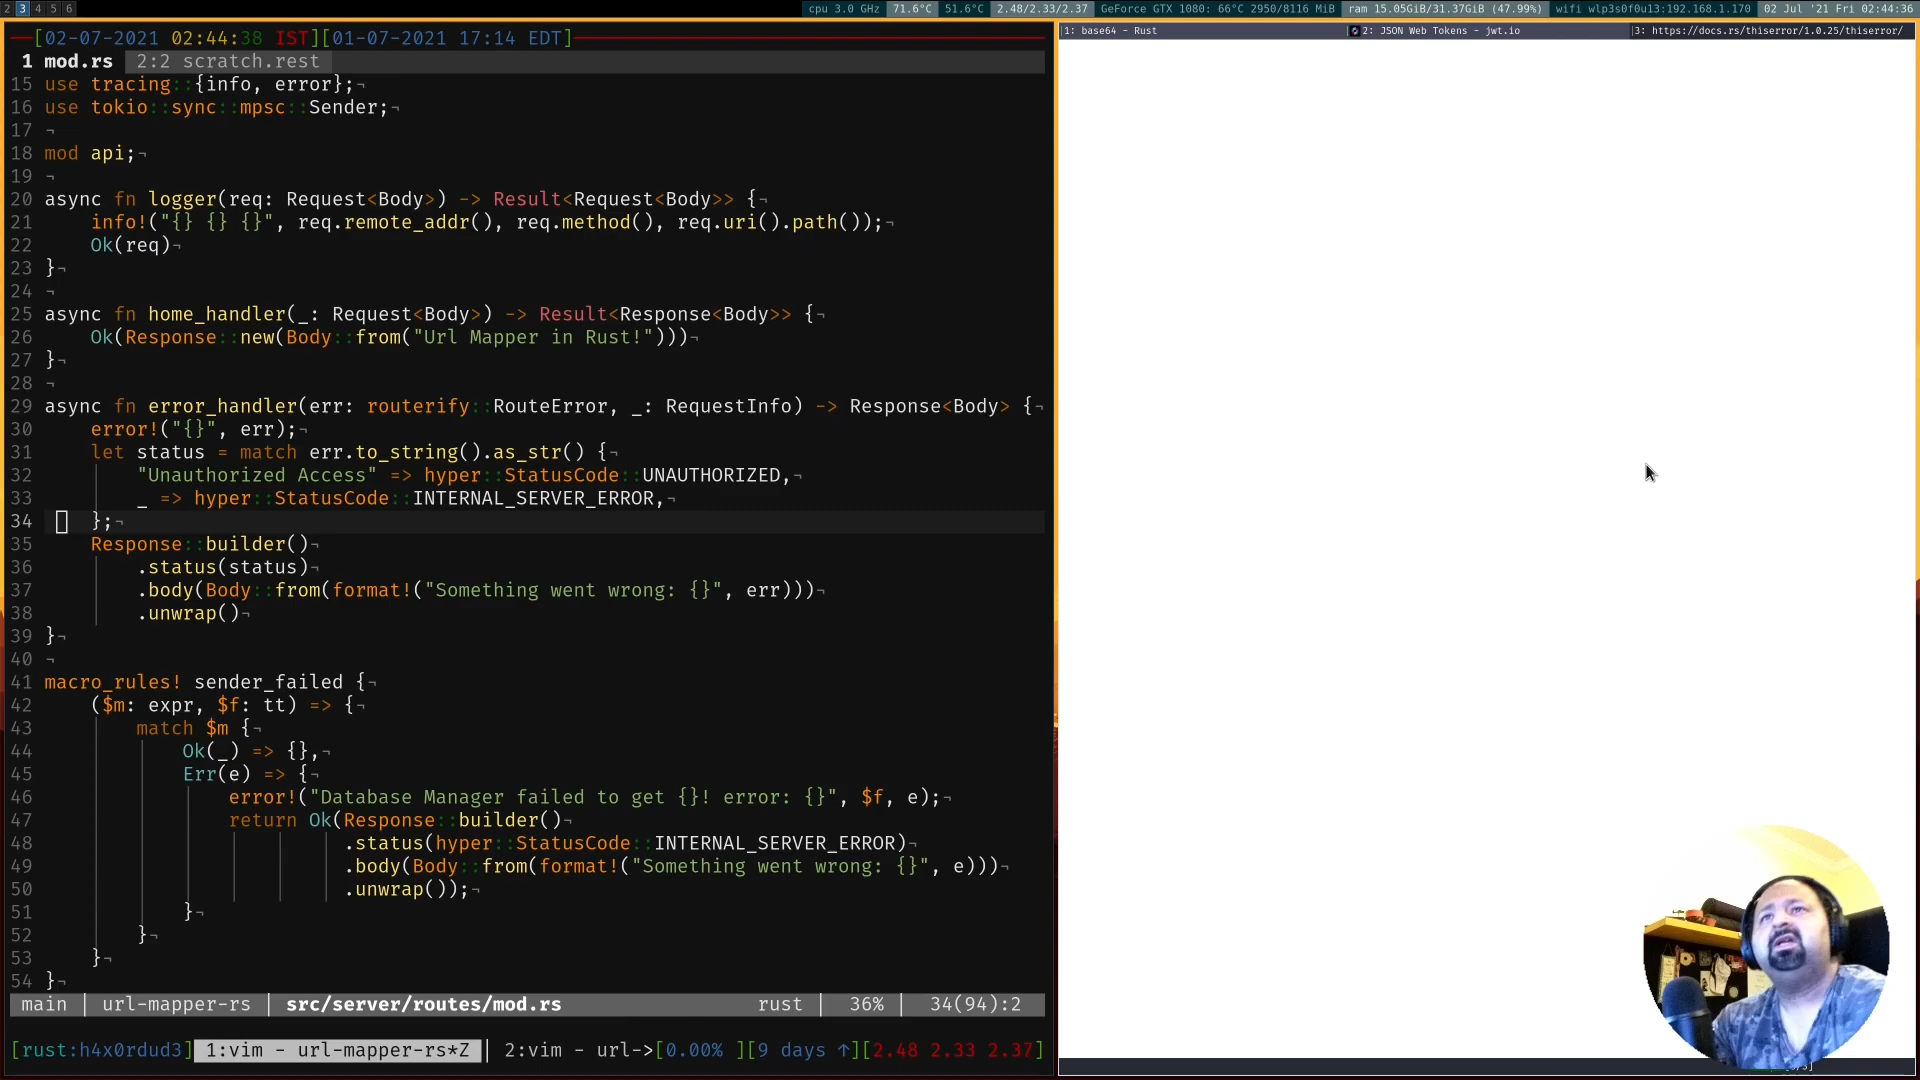 2 3 4 5 6 cpu 3.0 GHz 71.6°C 51.6°C 2.48/2.33/2.37 GeForce GTX 1080: 66°C 2950/8116 MiB ram 15.05GiB/31.37GiB (47.99%) wifi wlp3s0f0u13:192.168.1.170 02 Jul '21 Fri 02:44:36
[02-07-2021 02:44:38 IST][01-07-2021 17:14 EDT]
1: base64 - Rust 2: JSON Web Tokens - jwt.io 3: https://docs.rs/thiserror/1.0.25/thiserror/
1 mod.rs 2:2 scratch.rest
15 use tracing::{info, error};¬
16 use tokio::sync::mpsc::Sender;¬
17 ¬
18 mod api;¬
19 ¬
20 async fn logger(req: Request<Body>) -> Result<Request<Body>> {¬
21 info!("{} {} {}", req.remote_addr(), req.method(), req.uri().path());¬
22 Ok(req)¬
23 }¬
24 ¬
25 async fn home_handler(_: Request<Body>) -> Result<Response<Body>> {¬
26 Ok(Response::new(Body::from("Url Mapper in Rust!")))¬
27 }¬
28 ¬
29 async fn error_handler(err: routerify::RouteError, _: RequestInfo) -> Response<Body> {¬
30 error!("{}", err);¬
31 let status = match err.to_string().as_str() {¬
32 "Unauthorized Access" => hyper::StatusCode::UNAUTHORIZED,¬
33 _ => hyper::StatusCode::INTERNAL_SERVER_ERROR,¬
34 };¬
35 Response::builder()¬
36 .status(status)¬
37 .body(Body::from(format!("Something went wrong: {}", err)))¬
38 .unwrap()¬
39 }¬
40 ¬
41 macro_rules! sender_failed {¬
42 ($m: expr, $f: tt) => {¬
43 match $m {¬
44 Ok(_) => {},¬
45 Err(e) => {¬
46 error!("Database Manager failed to get {}! error: {}", $f, e);¬
47 return Ok(Response::builder()¬
48 .status(hyper::StatusCode::INTERNAL_SERVER_ERROR)¬
49 .body(Body::from(format!("Something went wrong: {}", e)))¬
50 .unwrap());¬
51 }¬
52 }¬
53 }¬
54 }¬
main | url-mapper-rs | src/server/routes/mod.rs rust | 36% | 34(94):2
[rust:h4x0rdud3] 1:vim - url-mapper-rs*Z | 2:vim - url->[0.00% ][9 days ↑][2.48 2.33 2.37]